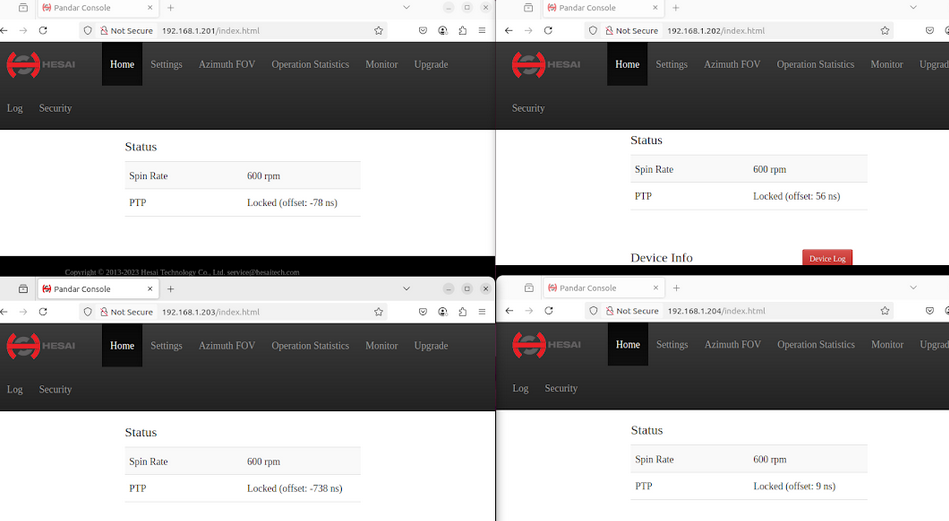 Pandar Console
Not Secure 192.168.1.201/index.html
HESAI
Home Settings Azimuth FOV Operation Statistics Monitor Upgrade
Log Security
Status
Spin Rate 600 rpm
PTP Locked (offset: -78 ns)
Copyright © 2013-2023 Hesai Technology Co., Ltd. service@hesaitech.com
Pandar Console
Not Secure 192.168.1.202/index.html
HESAI
Home Settings Azimuth FOV Operation Statistics Monitor Upgrad
Security
Status
Spin Rate 600 rpm
PTP Locked (offset: 56 ns)
Device Info Device Log
Pandar Console
Not Secure 192.168.1.203/index.html
HESAI
Home Settings Azimuth FOV Operation Statistics Monitor Upgrade
Log Security
Status
Spin Rate 600 rpm
PTP Locked (offset: -738 ns)
Pandar Console
Not Secure 192.168.1.204/index.html
HESAI
Home Settings Azimuth FOV Operation Statistics Monitor Upgrad
Log Security
Status
Spin Rate 600 rpm
PTP Locked (offset: 9 ns)